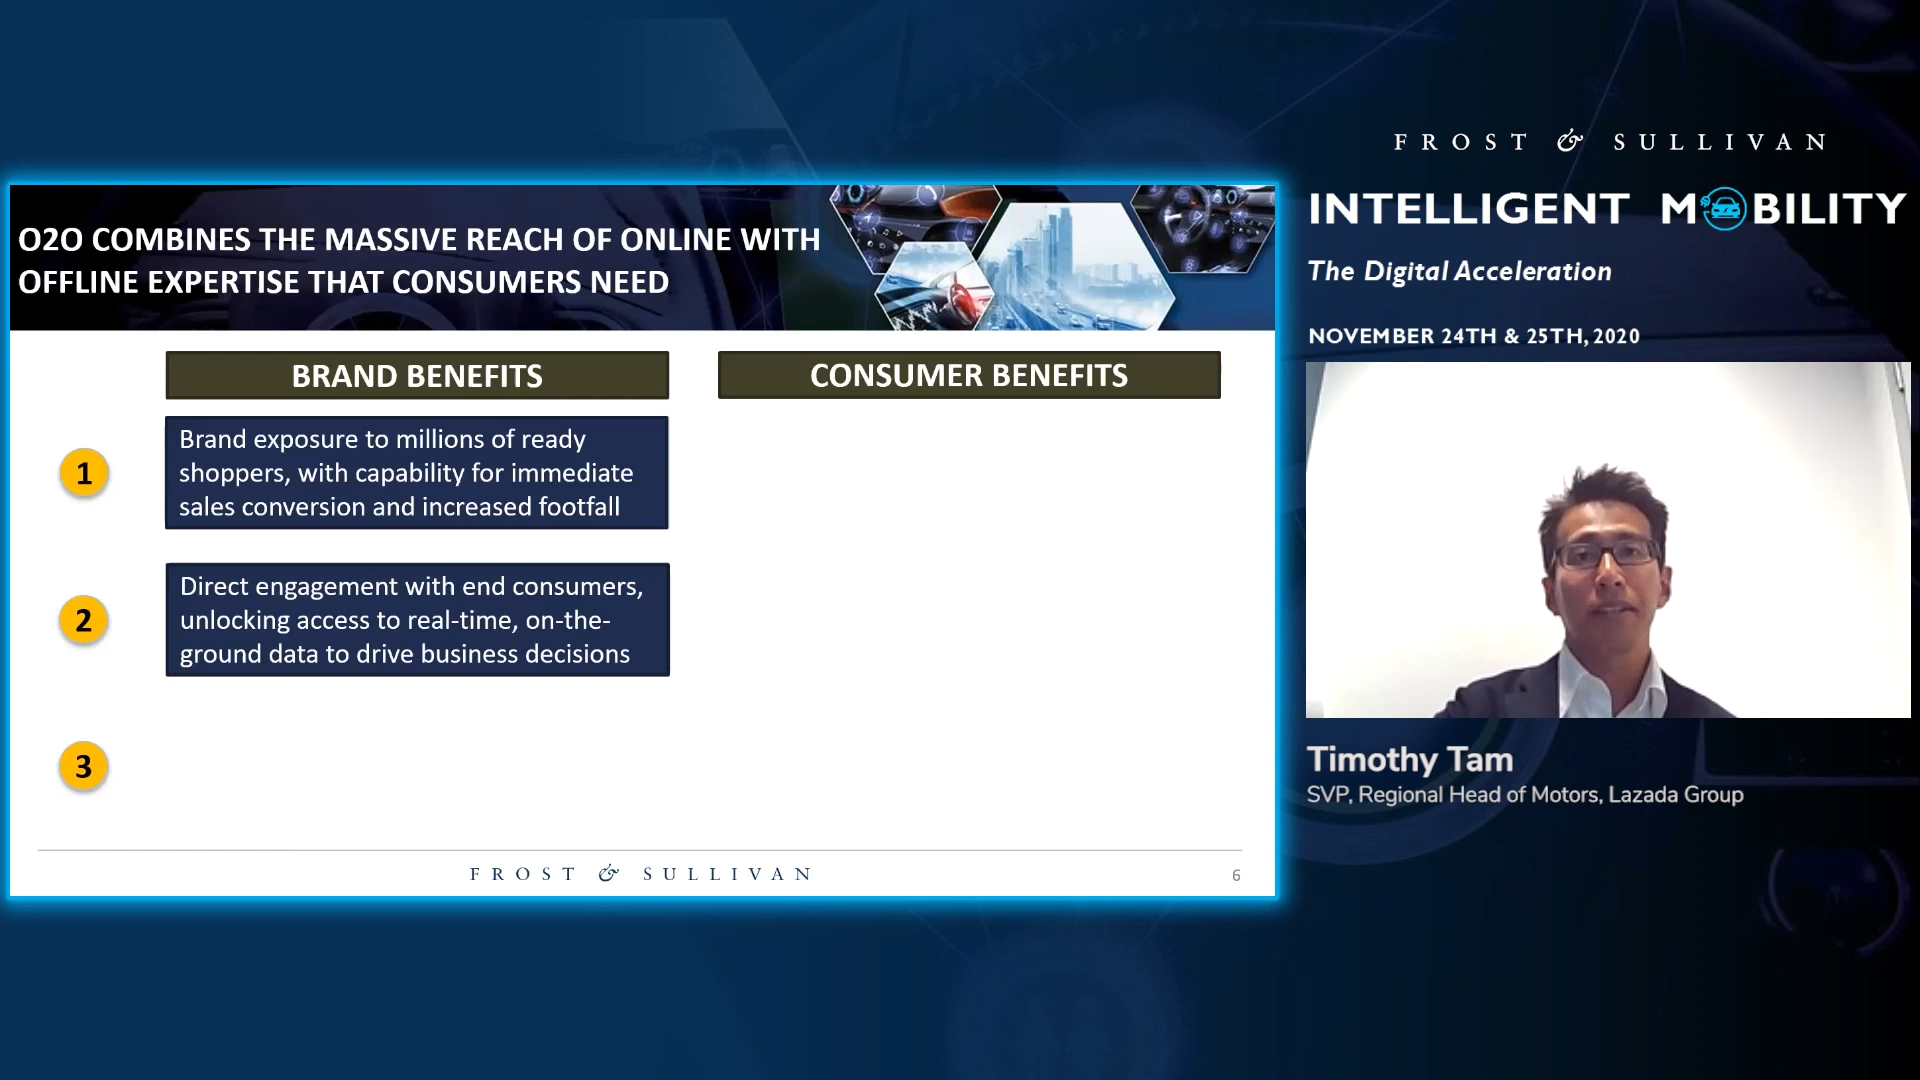 FROST & SULLIVAN
INTELLIGENT MOBILITY
The Digital Acceleration
NOVEMBER 24TH & 25TH, 2020
O2O COMBINES THE MASSIVE REACH OF ONLINE WITH
OFFLINE EXPERTISE THAT CONSUMERS NEED
BRAND BENEFITS
CONSUMER BENEFITS
1
Brand exposure to millions of ready
shoppers, with capability for immediate
sales conversion and increased footfall
2
Direct engagement with end consumers,
unlocking access to real-time, on-the-
ground data to drive business decisions
3
FROST & SULLIVAN
6
Timothy Tam
SVP, Regional Head of Motors, Lazada Group